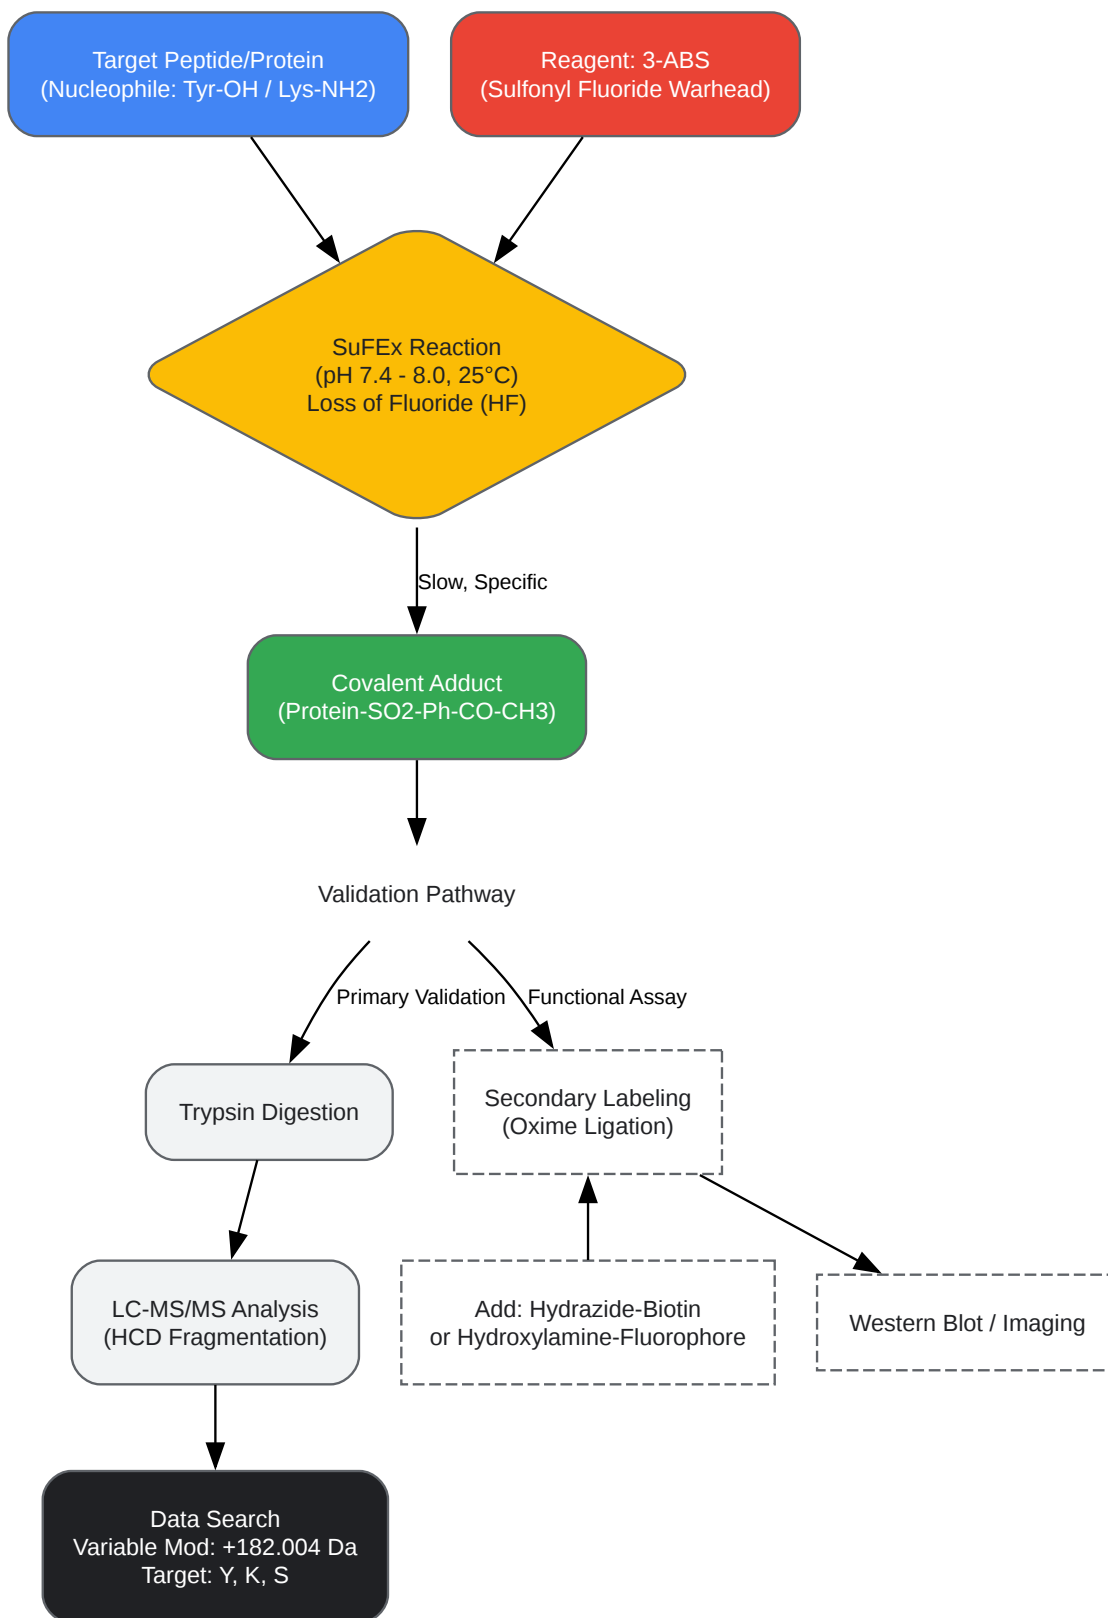 Target Peptide/Protein
(Nucleophile: Tyr-OH / Lys-NH2)
Reagent: 3-ABS
(Sulfonyl Fluoride Warhead)
SuFEx Reaction
(pH 7.4 - 8.0, 25°C)
Loss of Fluoride (HF)
Slow, Specific
Covalent Adduct
(Protein-SO2-Ph-CO-CH3)
Validation Pathway
Primary Validation
Functional Assay
Trypsin Digestion
Secondary Labeling
(Oxime Ligation)
LC-MS/MS Analysis
(HCD Fragmentation)
Add: Hydrazide-Biotin
or Hydroxylamine-Fluorophore
Western Blot / Imaging
Data Search
Variable Mod: +182.004 Da
Target: Y, K, S